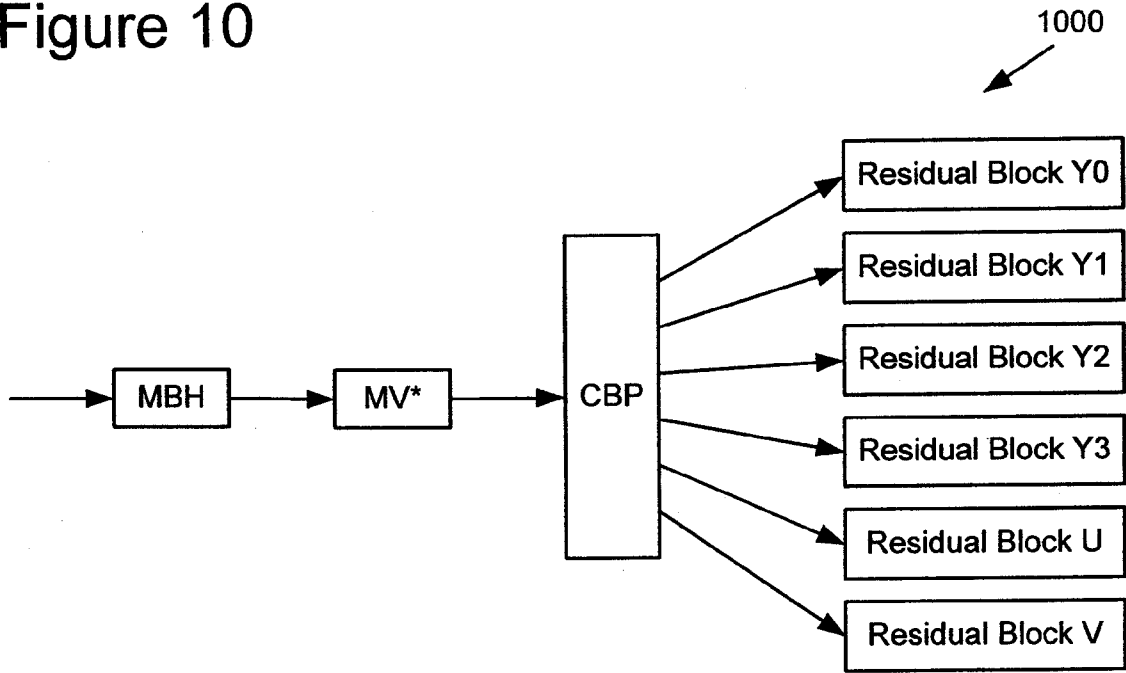 Figure 10
1000
Residual Block Y0
Residual Block Y1
Residual Block Y2
Residual Block Y3
Residual Block U
Residual Block V
MBH
MV*
CBP